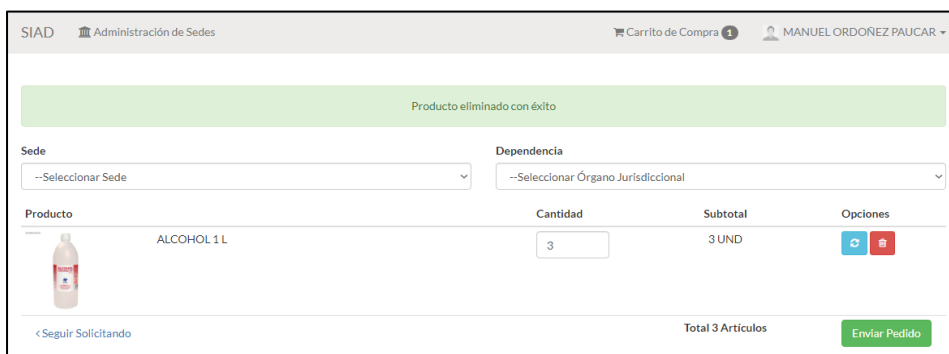 SIAD Administración de Sedes Carrito de Compra 1 MANUEL ORDOÑEZ PAUCAR
Producto eliminado con éxito
Sede Dependencia
--Seleccionar Sede --Seleccionar Órgano Jurisdiccional
Producto Cantidad Subtotal Opciones
ALCOHOL 1 L 3 3 UND
< Seguir Solicitando Total 3 Artículos Enviar Pedido